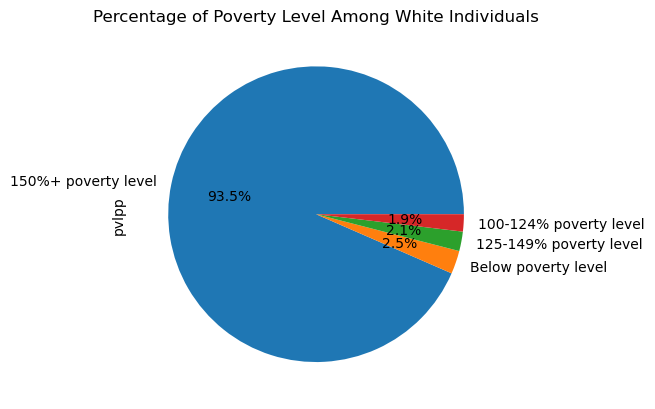 Percentage of Poverty Level Among White Individuals
150%+ poverty level
pvlpp
93.5%
1.9%
100-124% poverty level
2.1%
125-149% poverty level
2.5%
Below poverty level